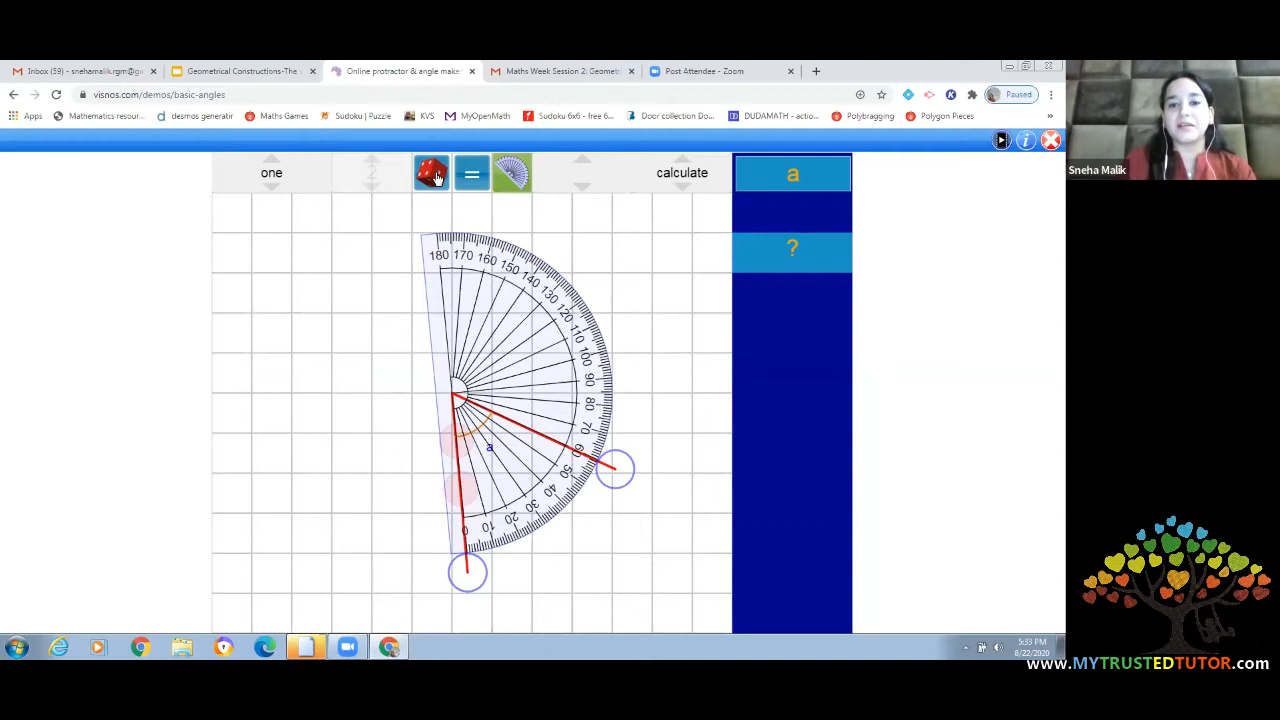 Inbox (59) - snehamalik.rgm@g
Geometrical Constructions-The v
Online protractor & angle make
Maths Week Session 2: Geomet
Post Attendee - Zoom
visnos.com/demos/basic-angles
Paused
Apps
Mathematics resour...
desmos generatir
Maths Games
Sudoku | Puzzle
KVS
MyOpenMath
Sudoku 6x6 - free 6...
Door collection Do...
DUDAMATH - actio...
Polybragging
Polygon Pieces
Sneha Malik
one
2
=
calculate
a
?
180 170 160 150 140 130 120 110 100 90 80 70 60 50 40 30 20 10 0
a
5:33 PM
8/22/2020
www.MYTRUSTEDTUTOR.com